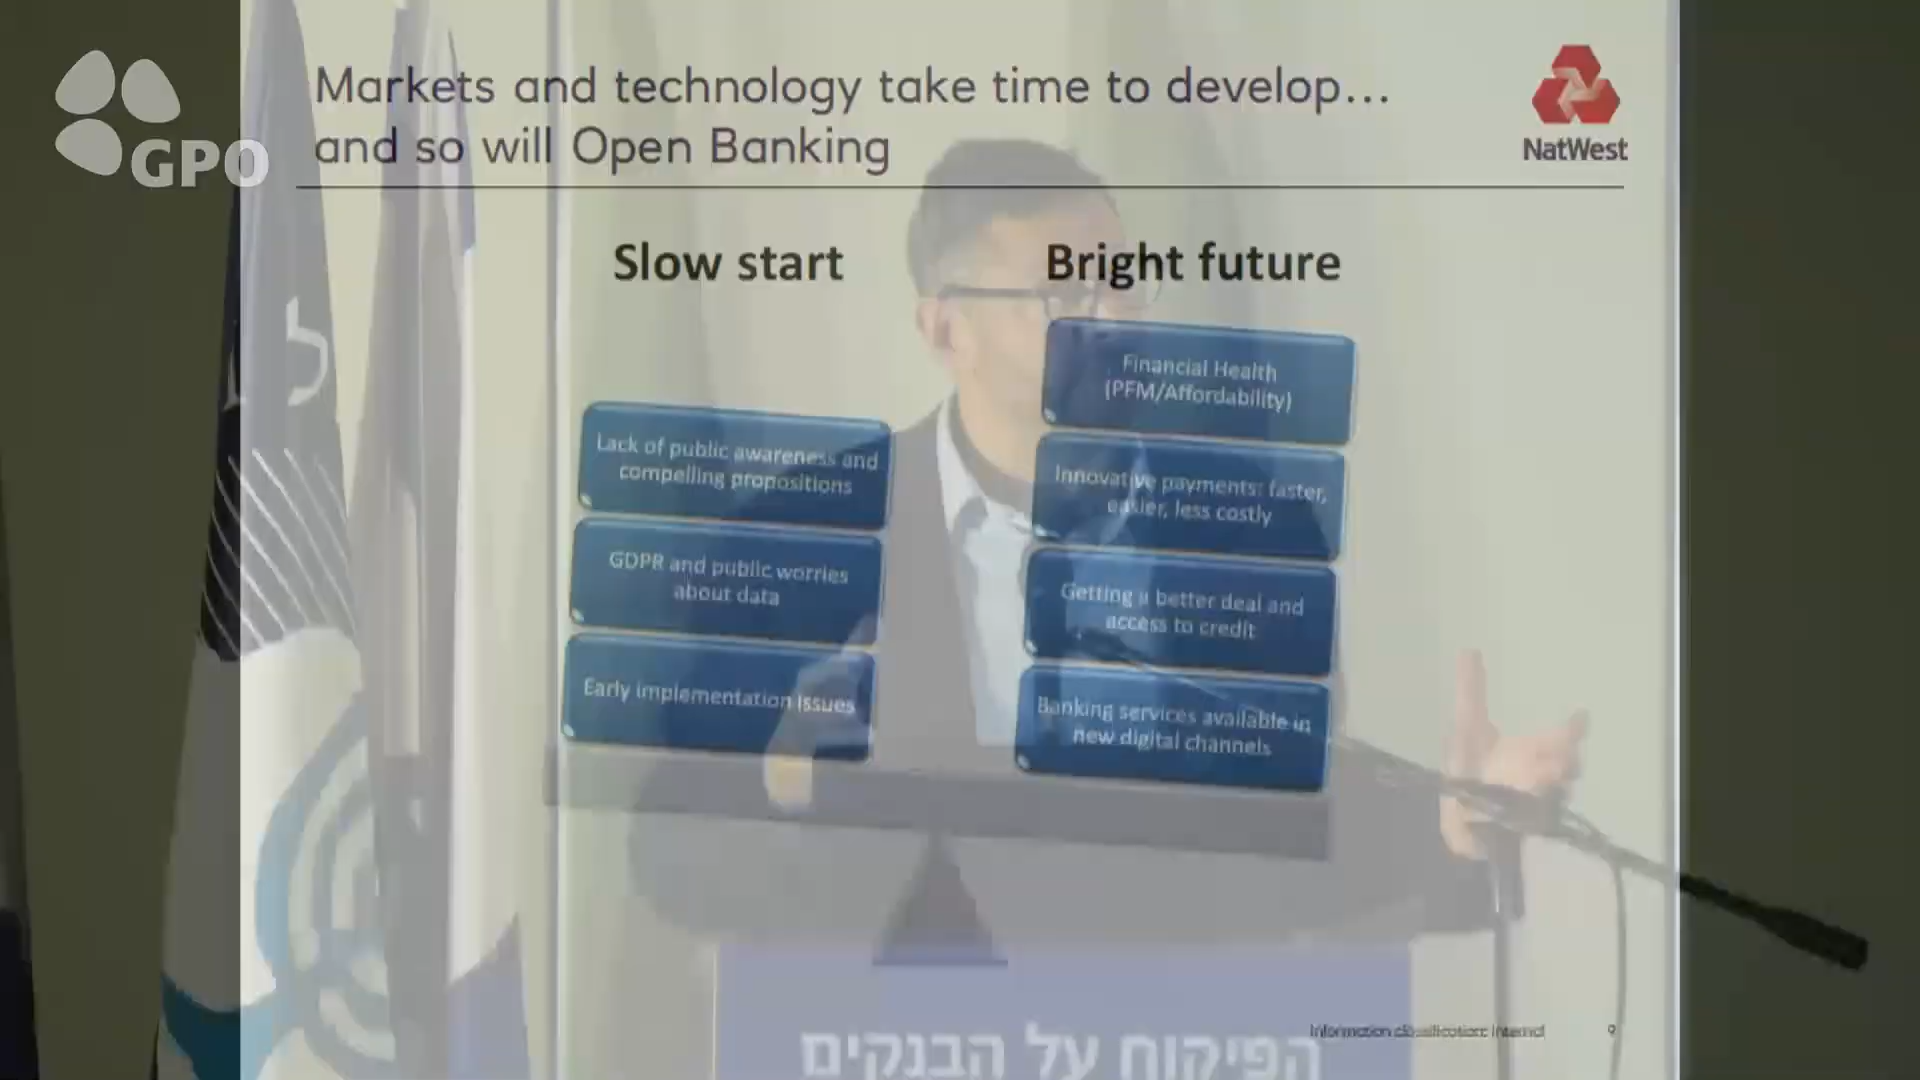 GPO
Markets and technology take time to develop...
and so will Open Banking
NatWest
Slow start
Bright future
Lack of public awareness and
compelling propositions
GDPR and public worries
about data
Early implementation issues
Financial Health
(PFM/Affordability)
Innovative payments: faster,
easier, less costly
Getting a better deal and
access to credit
Banking services available in
new digital channels
Information classification: Internal
9
הפיקוח על הבנקים